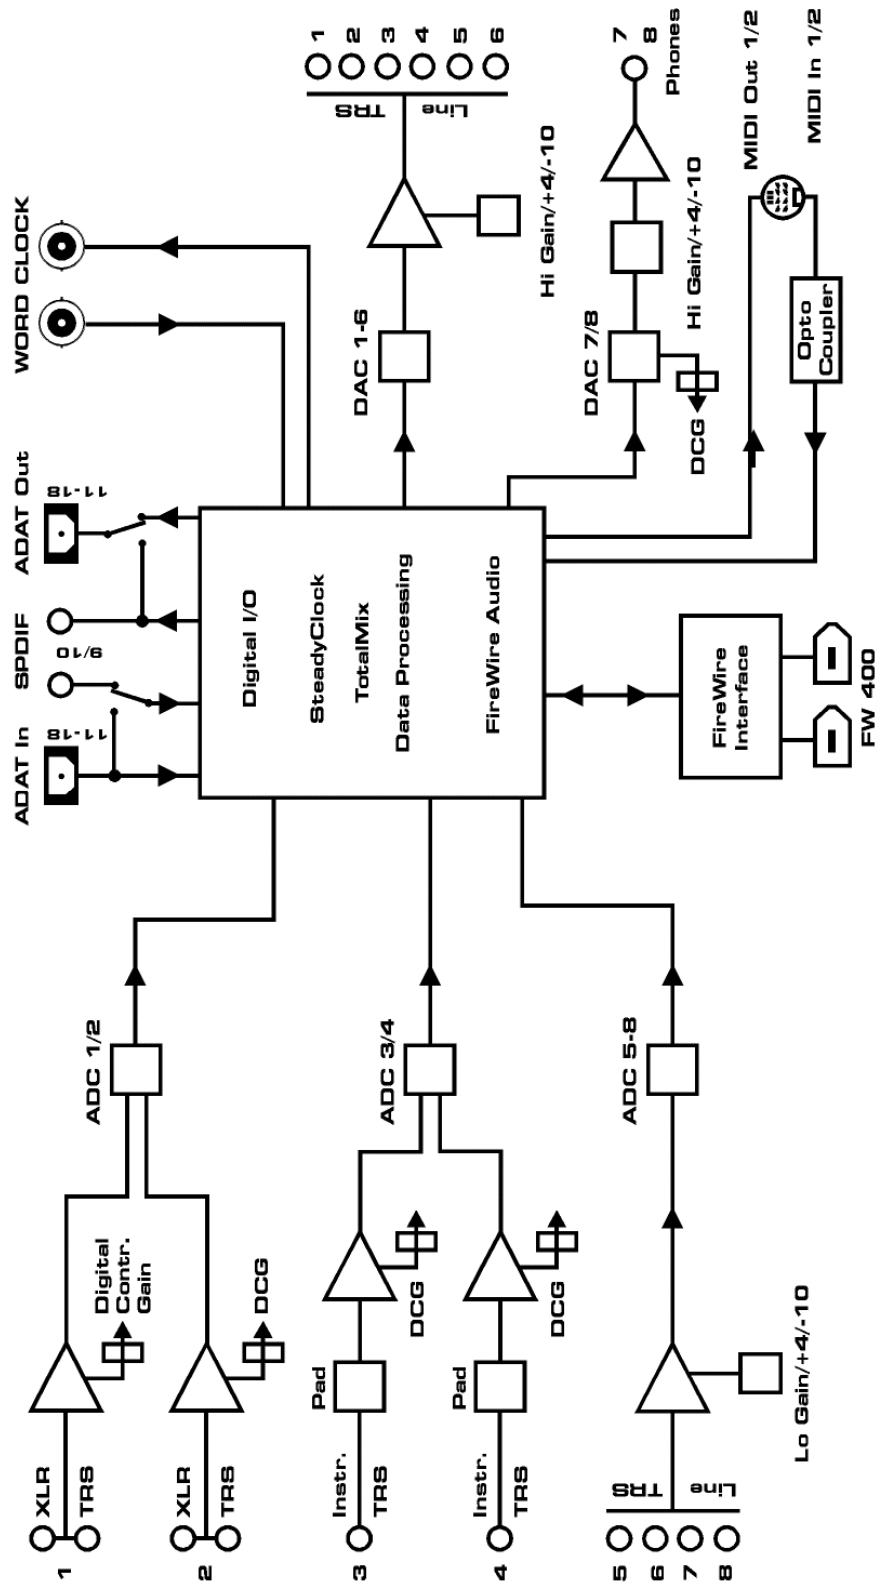 1
XLR
TRS
Digital
Contr.
Gain
2
XLR
TRS
DCG
ADC 1/2
3
Instr.
TRS
Pad
DCG
4
Instr.
TRS
Pad
DCG
ADC 3/4
5
6
7
8
TRS
Line
Lo Gain/+4/-10
ADC 5-8
ADAT In
11-18
SPDIF
9/10
ADAT Out
11-18
WORD CLOCK
Digital I/O
SteadyClock
TotalMix
Data Processing
FireWire Audio
FireWire
Interface
FW 400
DAC 1-6
Hi Gain/+4/-10
TRS
Line
1
2
3
4
5
6
DAC 7/8
DCG
Hi Gain/+4/-10
7
8
Phones
MIDI Out 1/2
MIDI In 1/2
Opto
Coupler